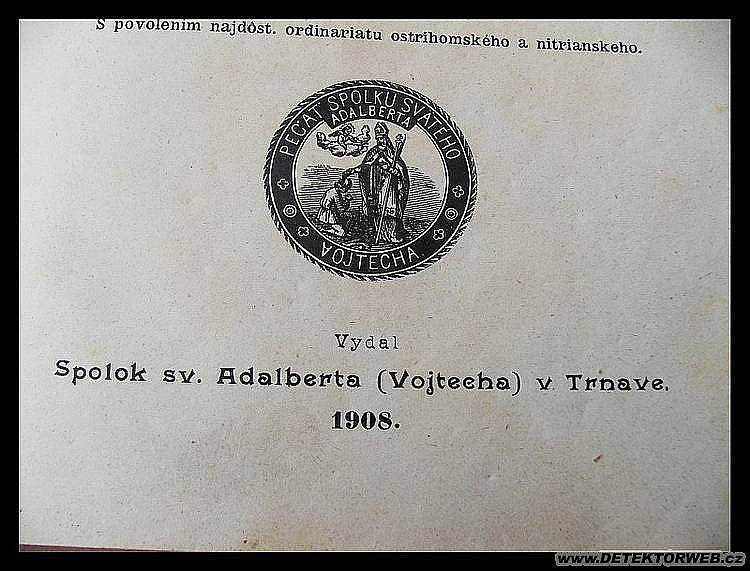 S povolením najdôst. ordinariatu ostrihomského a nitrianskeho.
PEČAŤ SPOLKU SVATÉHO
ADALBERTA
VOJTECHA
Vydal
Spolok sv. Adalberta (Vojtecha) v Trnave.
1908.
www.DETEKTORWEB.cz